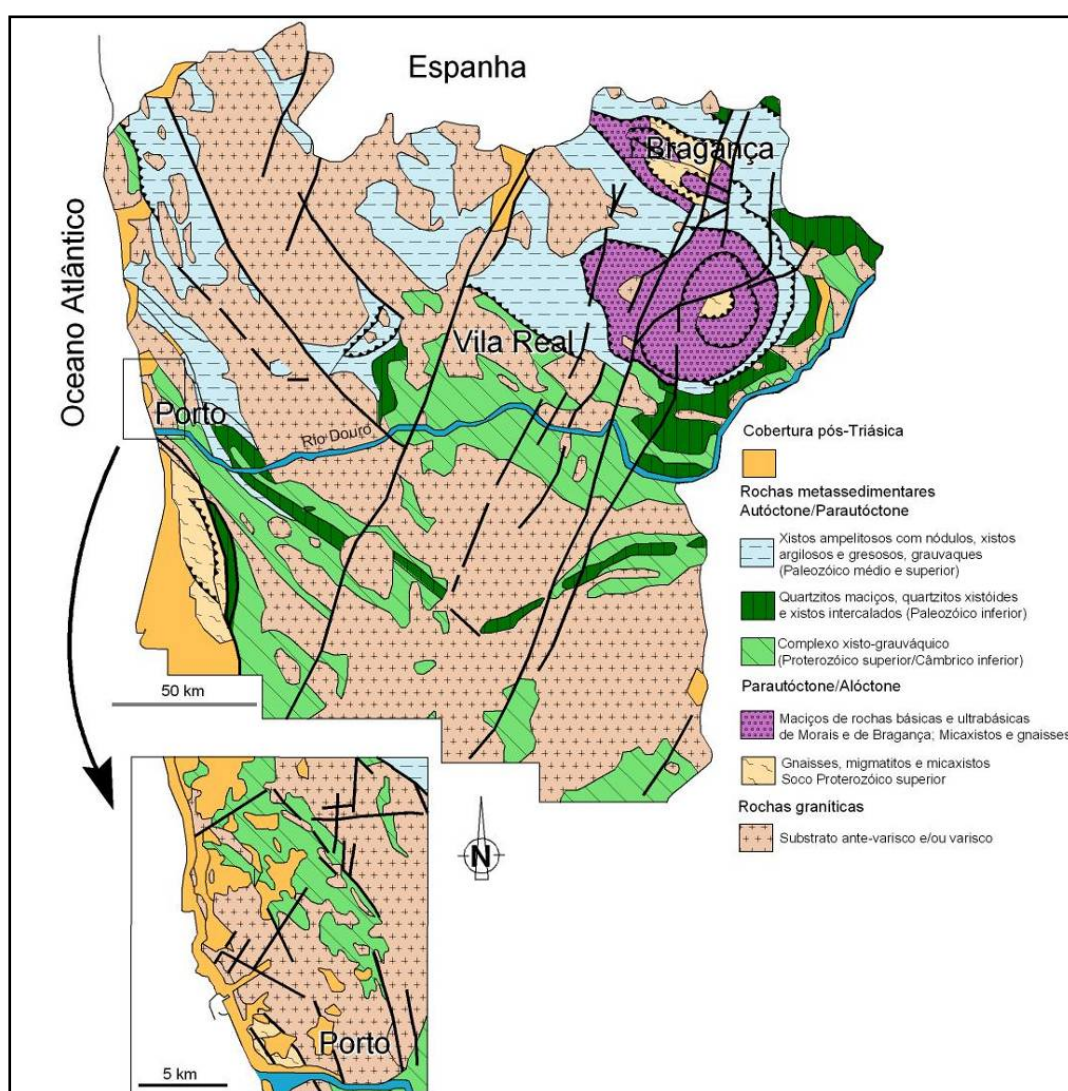 Espanha
Bragança
Oceano Atlântico
Vila Real
Porto
Rio Douro
50 km
Cobertura pós-Triásica
Rochas metassedimentares
Autóctone/Parautóctone
Xistos ampelitosos com nódulos, xistos
argilosos e gresosos, grauvaques
(Paleozóico médio e superior)
Quartzitos maciços, quartzitos xistóides
e xistos intercalados (Paleozóico inferior)
Complexo xisto-grauváquico
(Proterozóico superior/Câmbrico inferior)
Parautóctone/Alóctone
Maciços de rochas básicas e ultrabásicas
de Morais e de Bragança; Micaxistos e gnaisses
Gnaisses, migmatitos e micaxistos
Soco Proterozóico superior
Rochas graníticas
Substrato ante-varisco e/ou varisco
N
Porto
5 km